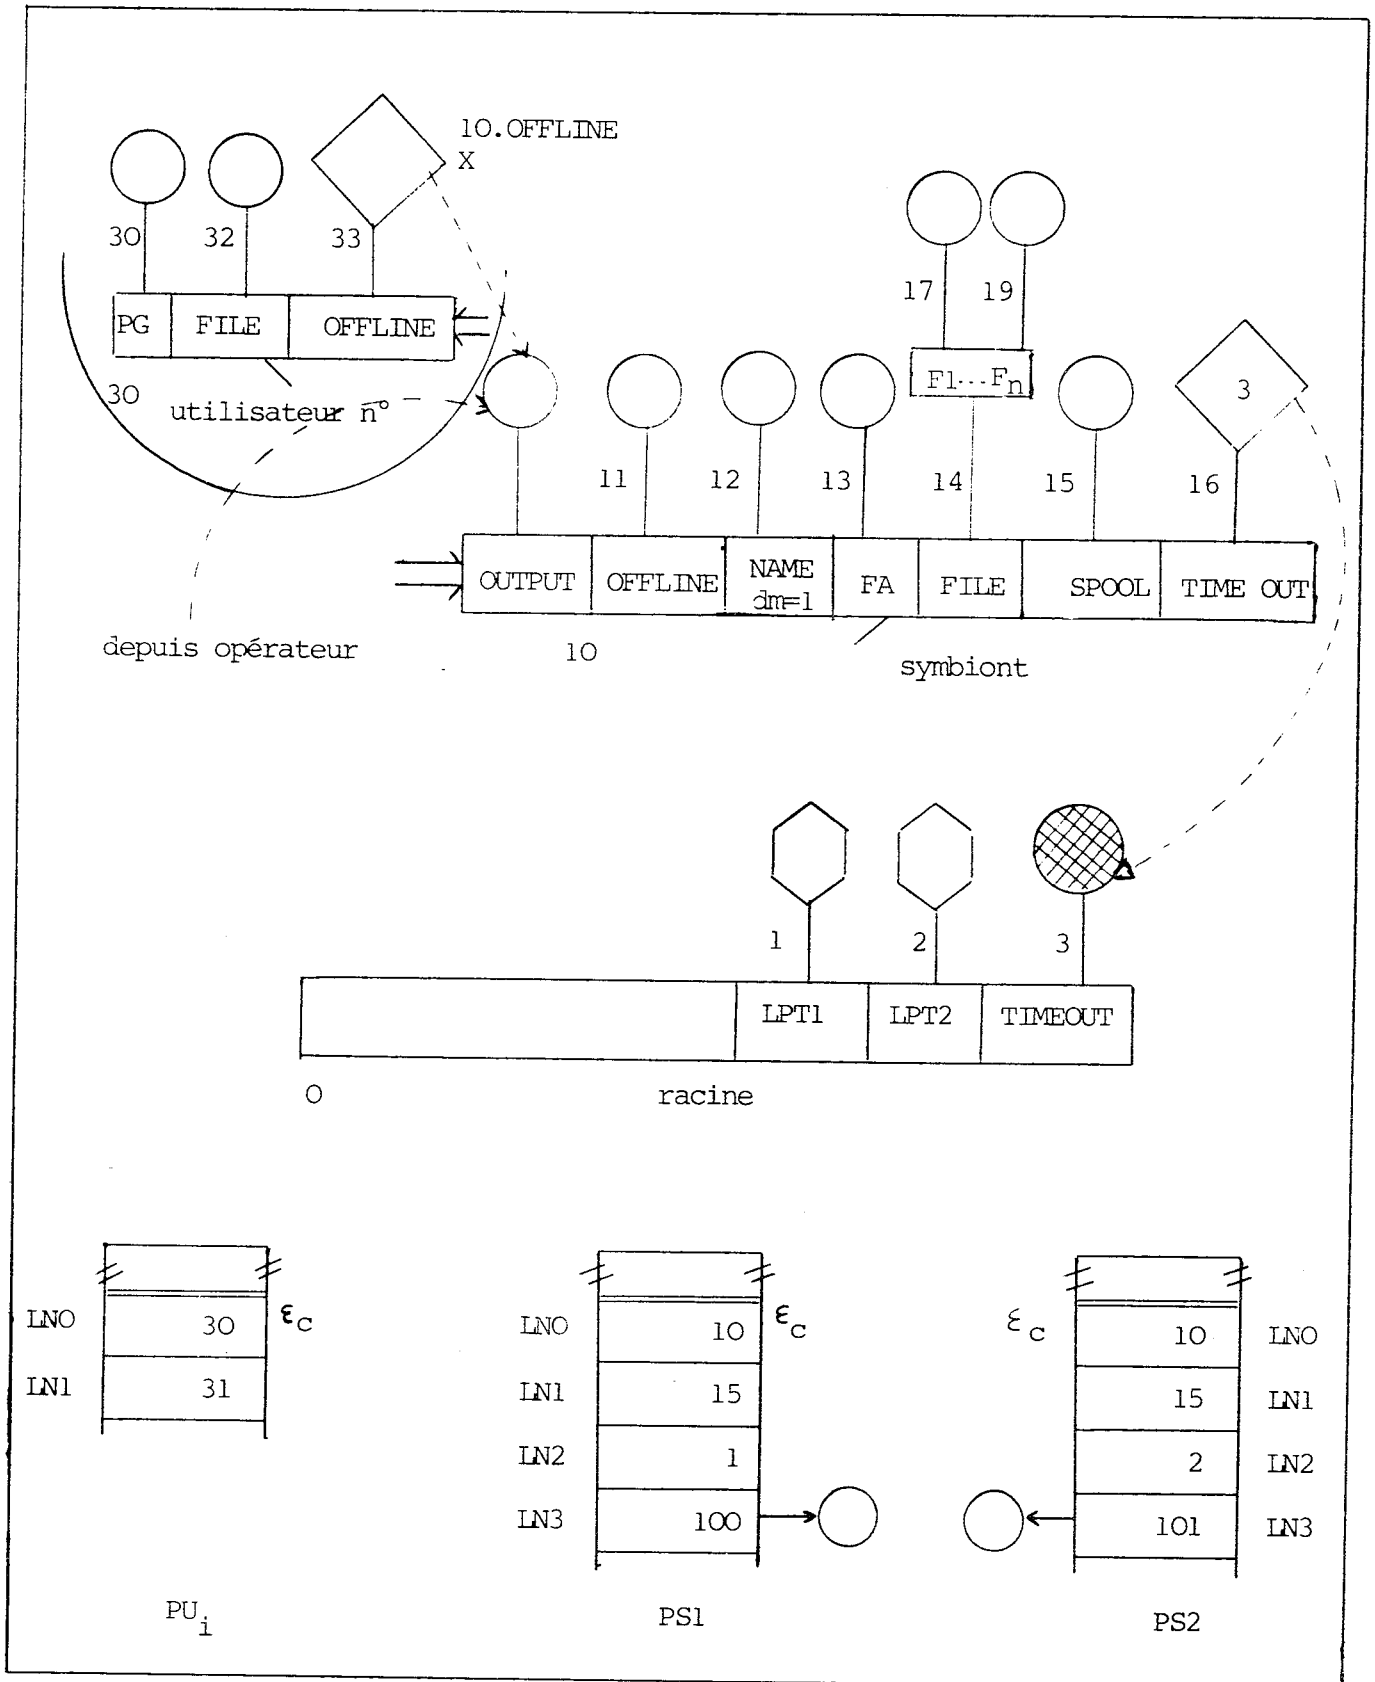 10.OFFLINE
X
30 32 33
PG FILE OFFLINE
30
utilisateur n°
17 19
F1...Fn
3
11 12 13 14 15 16
OUTPUT OFFLINE NAME dm=1 FA FILE SPOOL TIME OUT
depuis opérateur
10
symbiont
1 2 3
LPT1 LPT2 TIMEOUT
0
racine
LN0 30 εc
LN1 31
PUi
LN0 10 εc
LN1 15
LN2 1
LN3 100
PS1
εc 10 LN0
15 LN1
2 LN2
101 LN3
PS2